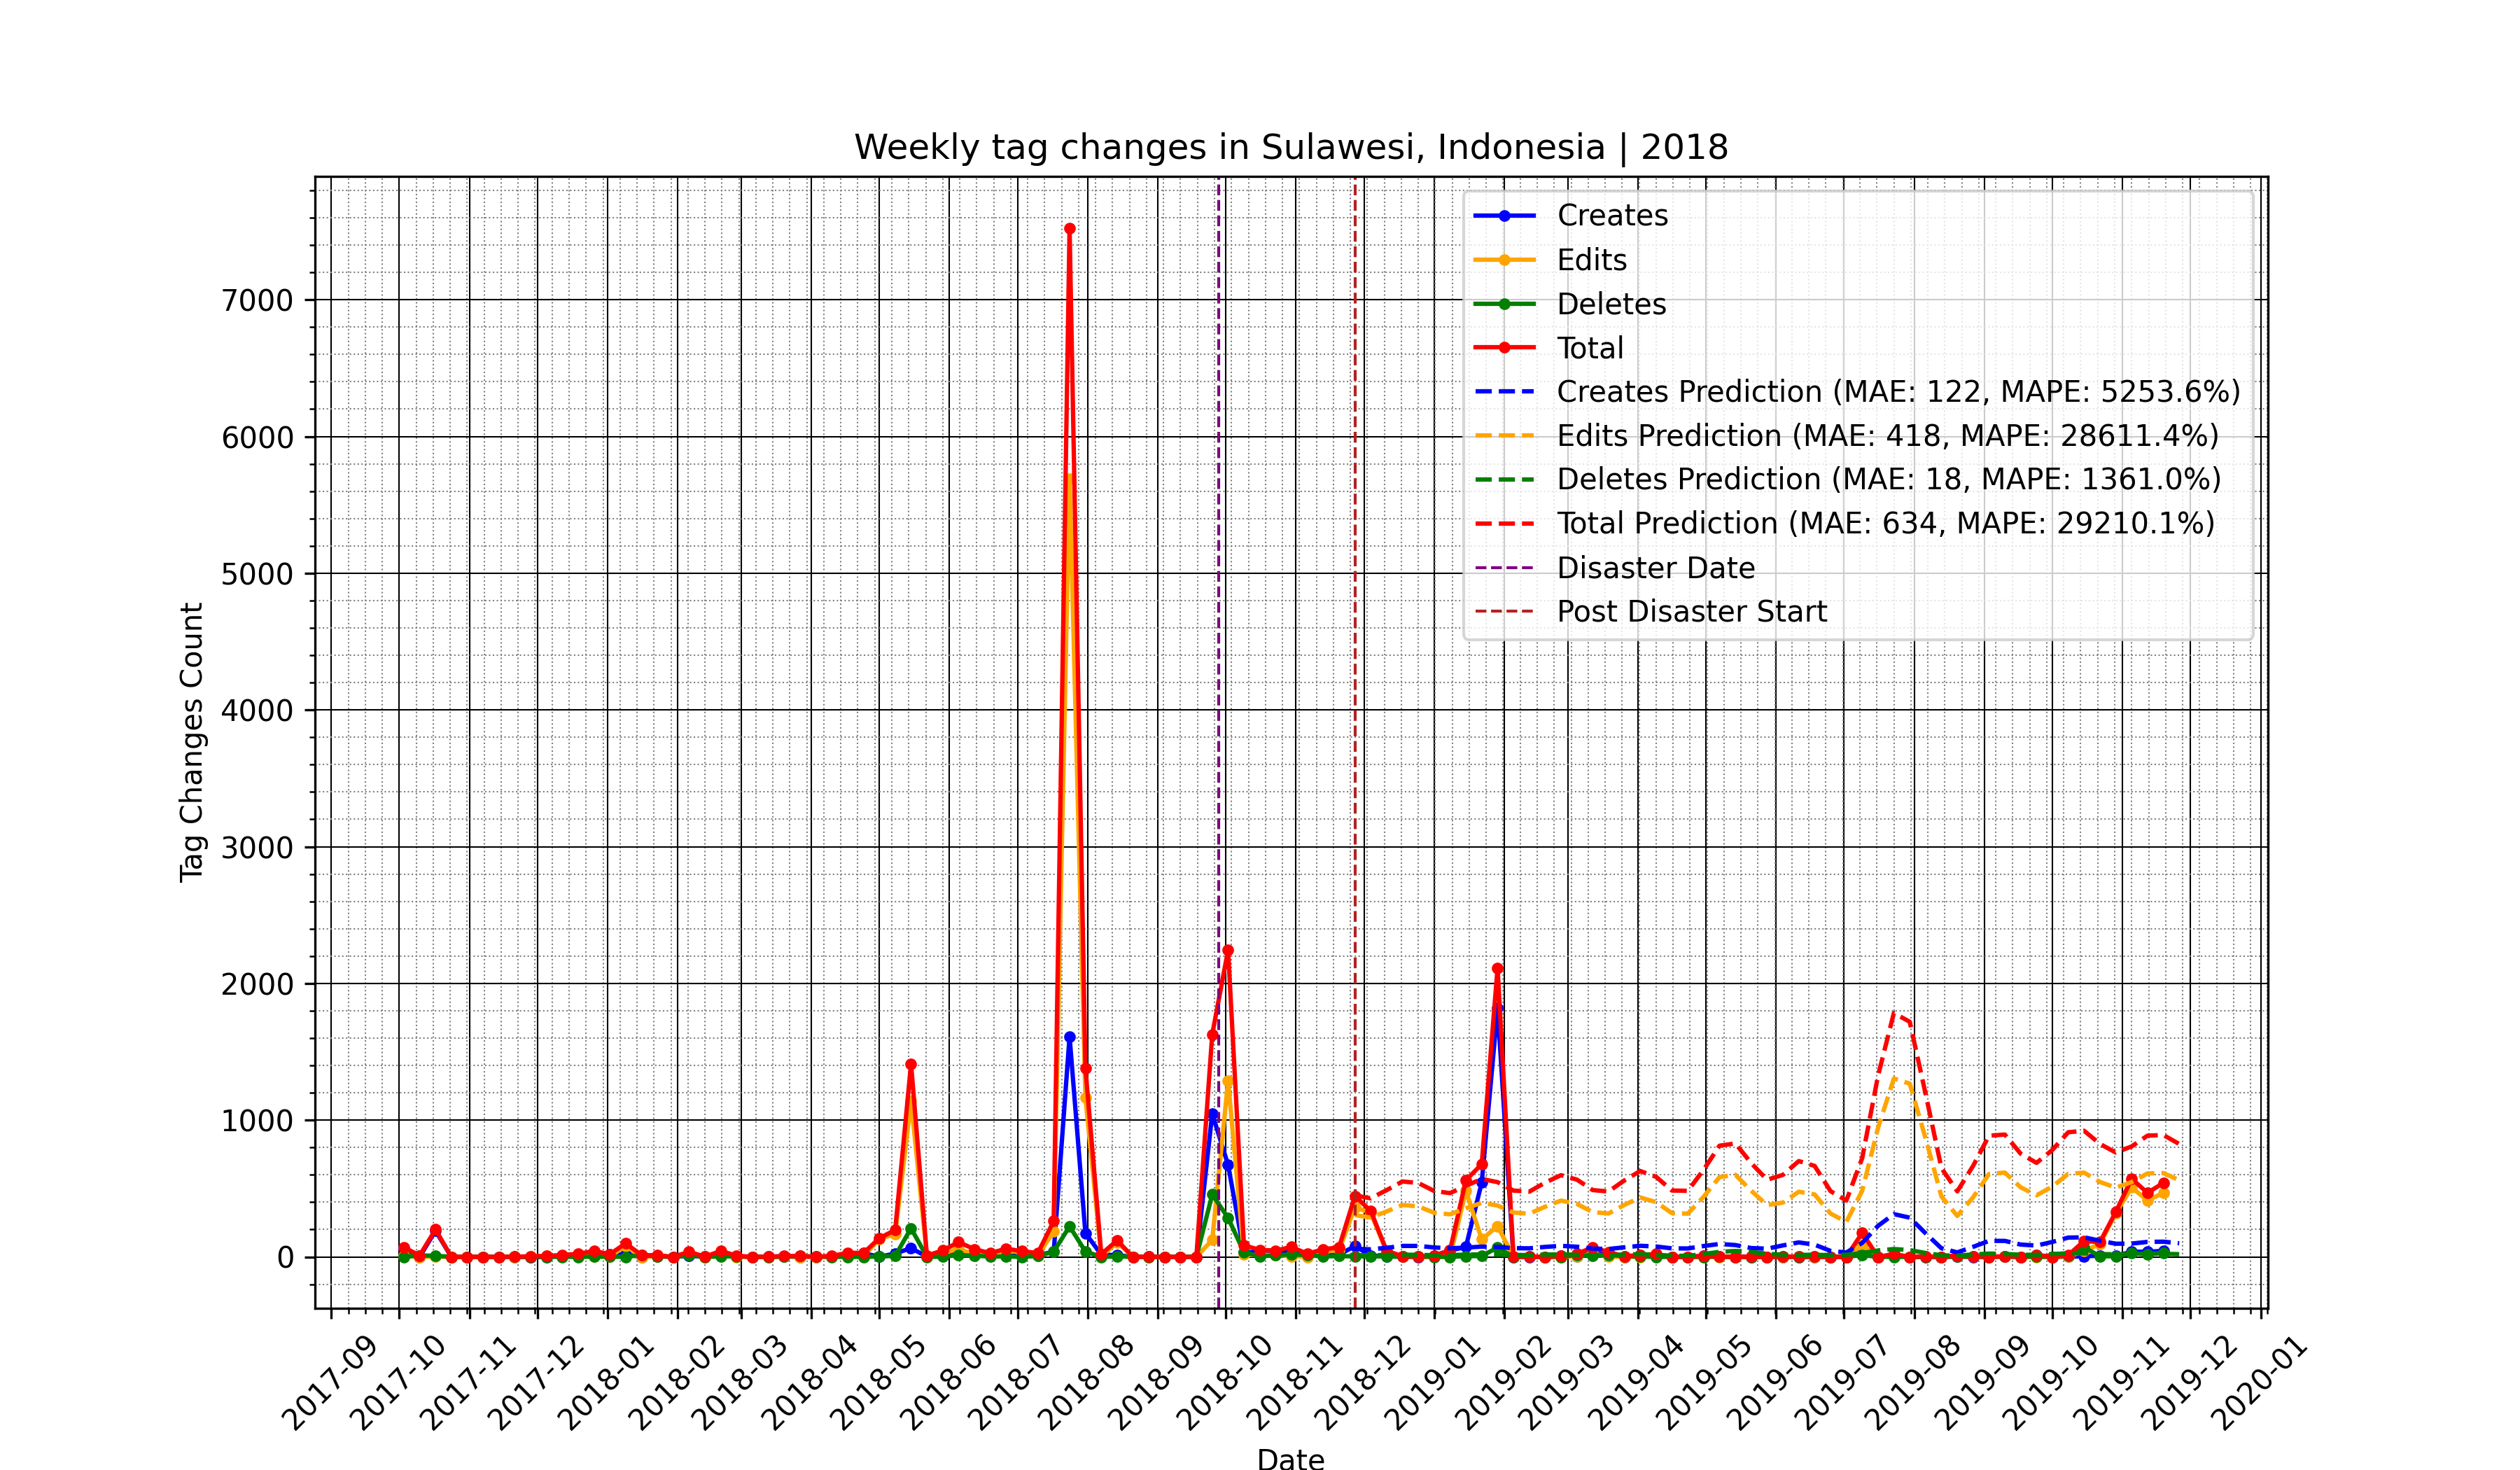 Weekly tag changes in Sulawesi, Indonesia | 2018
Creates
Edits
Deletes
Total
Creates Prediction (MAE: 122, MAPE: 5253.6%)
Edits Prediction (MAE: 418, MAPE: 28611.4%)
Deletes Prediction (MAE: 18, MAPE: 1361.0%)
Total Prediction (MAE: 634, MAPE: 29210.1%)
Disaster Date
Post Disaster Start
Tag Changes Count
7000
6000
5000
4000
3000
2000
1000
0
2017-09
2017-10
2017-11
2017-12
2018-01
2018-02
2018-03
2018-04
2018-05
2018-06
2018-07
2018-08
2018-09
2018-10
2018-11
2018-12
2019-01
2019-02
2019-03
2019-04
2019-05
2019-06
2019-07
2019-08
2019-09
2019-10
2019-11
2019-12
2020-01
Date